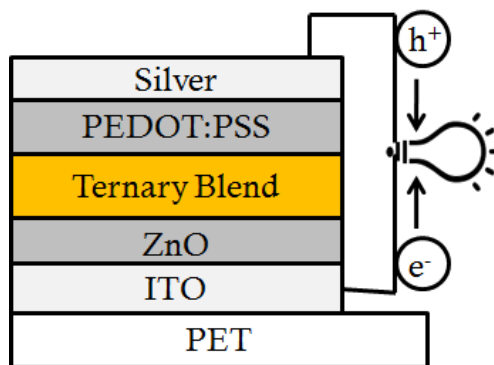 Silver
PEDOT:PSS
Ternary Blend
ZnO
ITO
PET
h⁺
e⁻